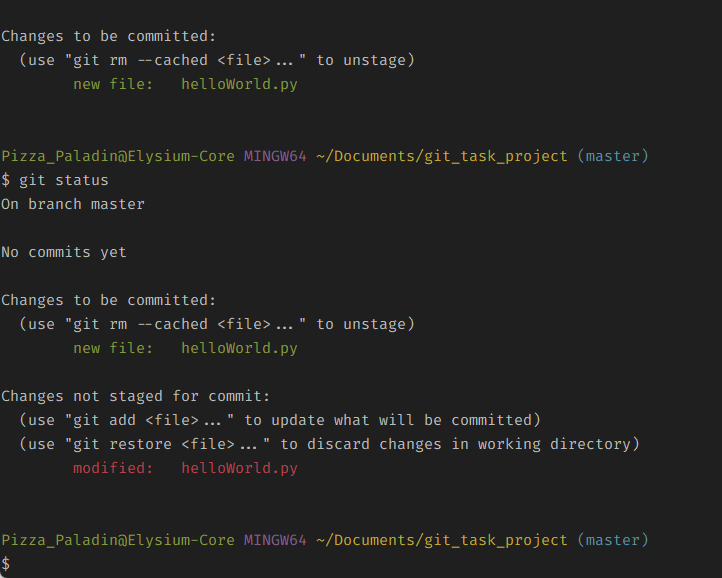 Changes to be committed:
  (use "git rm --cached <file>..." to unstage)
        new file:   helloWorld.py
Pizza_Paladin@Elysium-Core MINGW64 ~/Documents/git_task_project (master)
$ git status
On branch master
No commits yet
Changes to be committed:
  (use "git rm --cached <file>..." to unstage)
        new file:   helloWorld.py
Changes not staged for commit:
  (use "git add <file>..." to update what will be committed)
  (use "git restore <file>..." to discard changes in working directory)
        modified:   helloWorld.py
Pizza_Paladin@Elysium-Core MINGW64 ~/Documents/git_task_project (master)
$